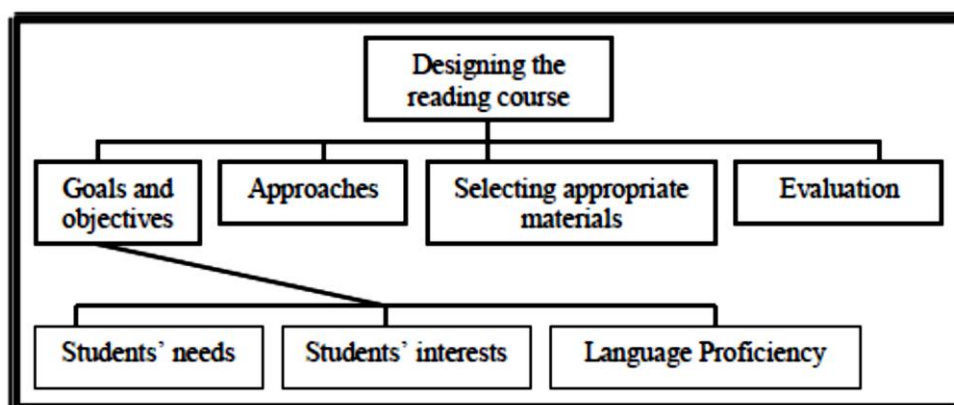 Designing the
reading course
Goals and
objectives
Approaches
Selecting appropriate
materials
Evaluation
Students’ needs
Students’ interests
Language Proficiency